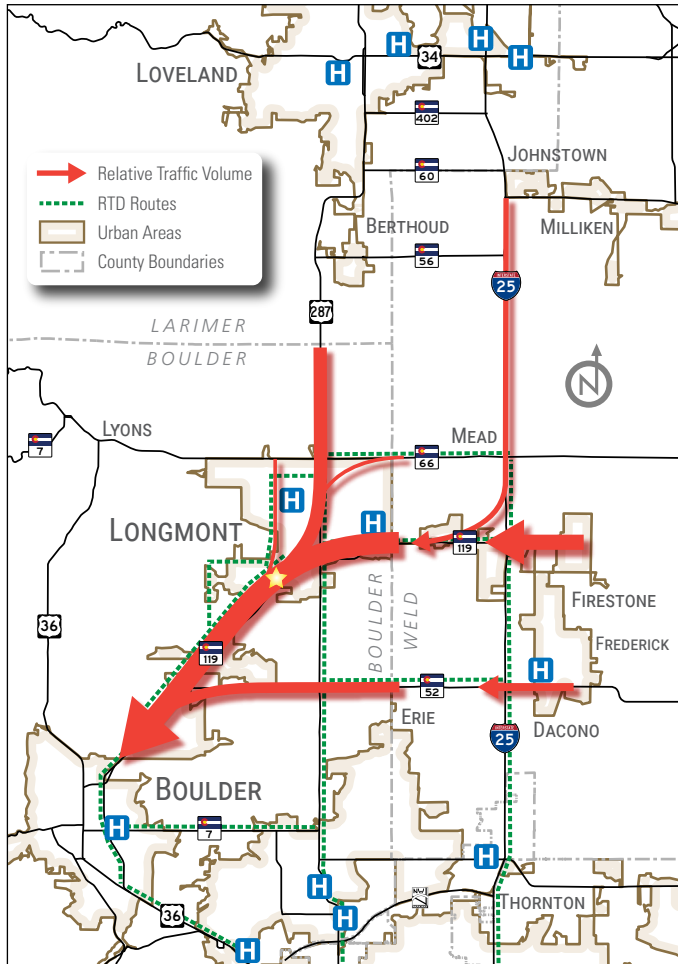 H
H
H
H
34
LOVELAND
402
JOHNSTOWN
60
Relative Traffic Volume
RTD Routes
Urban Areas
County Boundaries
BERTHOUD
MILLIKEN
56
25
287
LARIMER
BOULDER
N
LYONS
MEAD
7
66
H
LONGMONT
H
119
FIRESTONE
BOULDER
WELD
36
FREDERICK
119
H
52
ERIE
DACONO
25
BOULDER
H
7
H
H
THORNTON
H
36
H